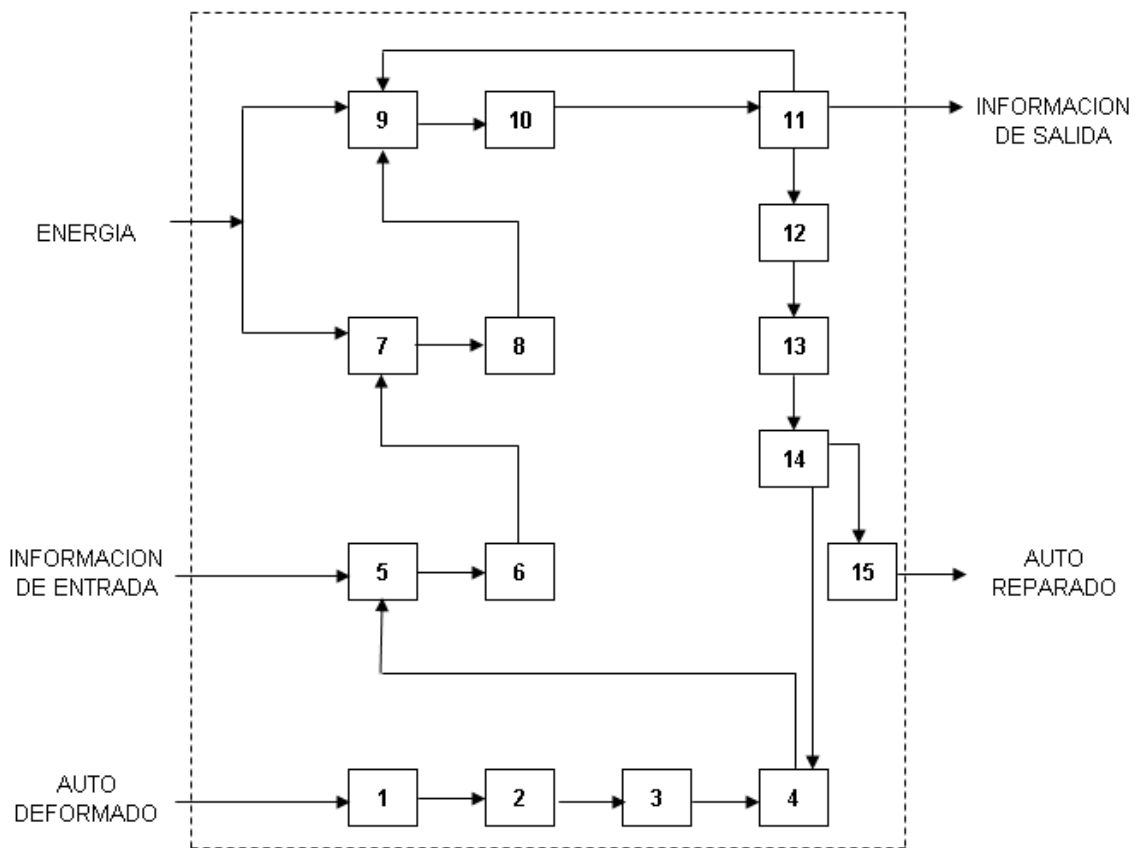 9
10
11
INFORMACION
DE SALIDA
12
ENERGIA
7
8
13
14
INFORMACION
DE ENTRADA
5
6
15
AUTO
REPARADO
AUTO
DEFORMADO
1
2
3
4